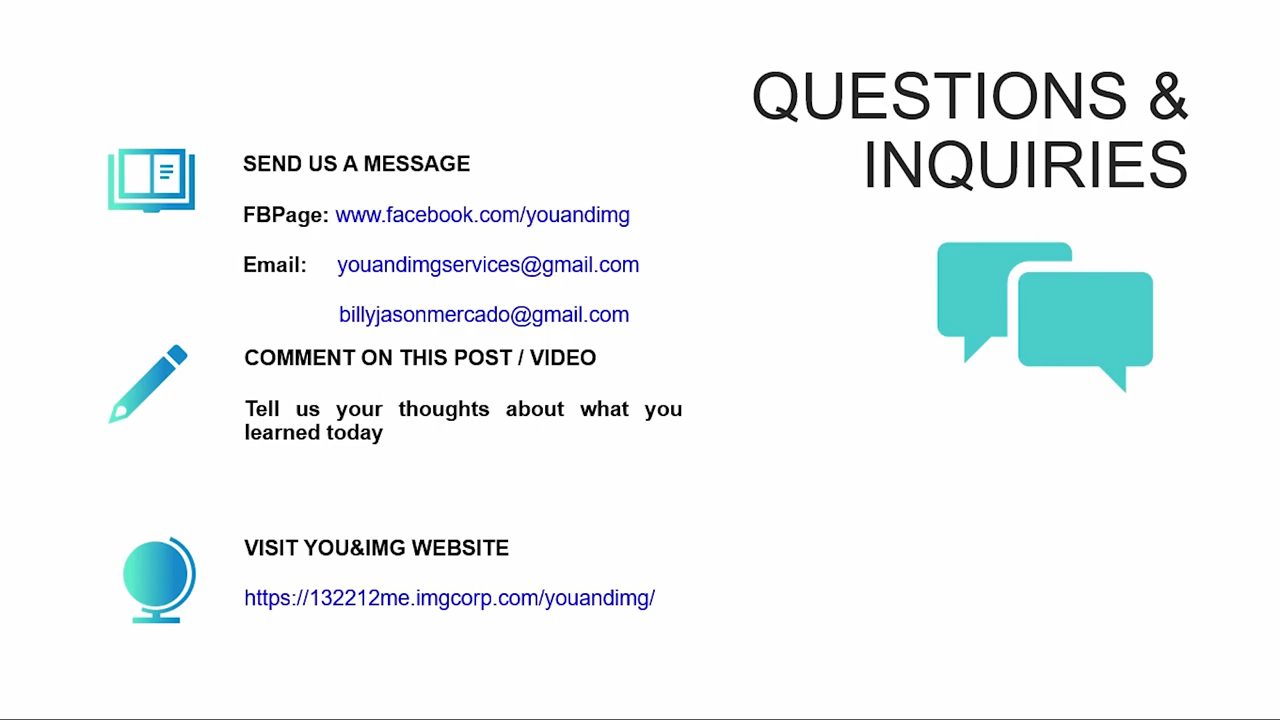 QUESTIONS &
INQUIRIES
SEND US A MESSAGE
FBPage: www.facebook.com/youandimg
Email: youandimgservices@gmail.com
billyjasonmercado@gmail.com
COMMENT ON THIS POST / VIDEO
Tell us your thoughts about what you
learned today
VISIT YOU&IMG WEBSITE
https://132212me.imgcorp.com/youandimg/